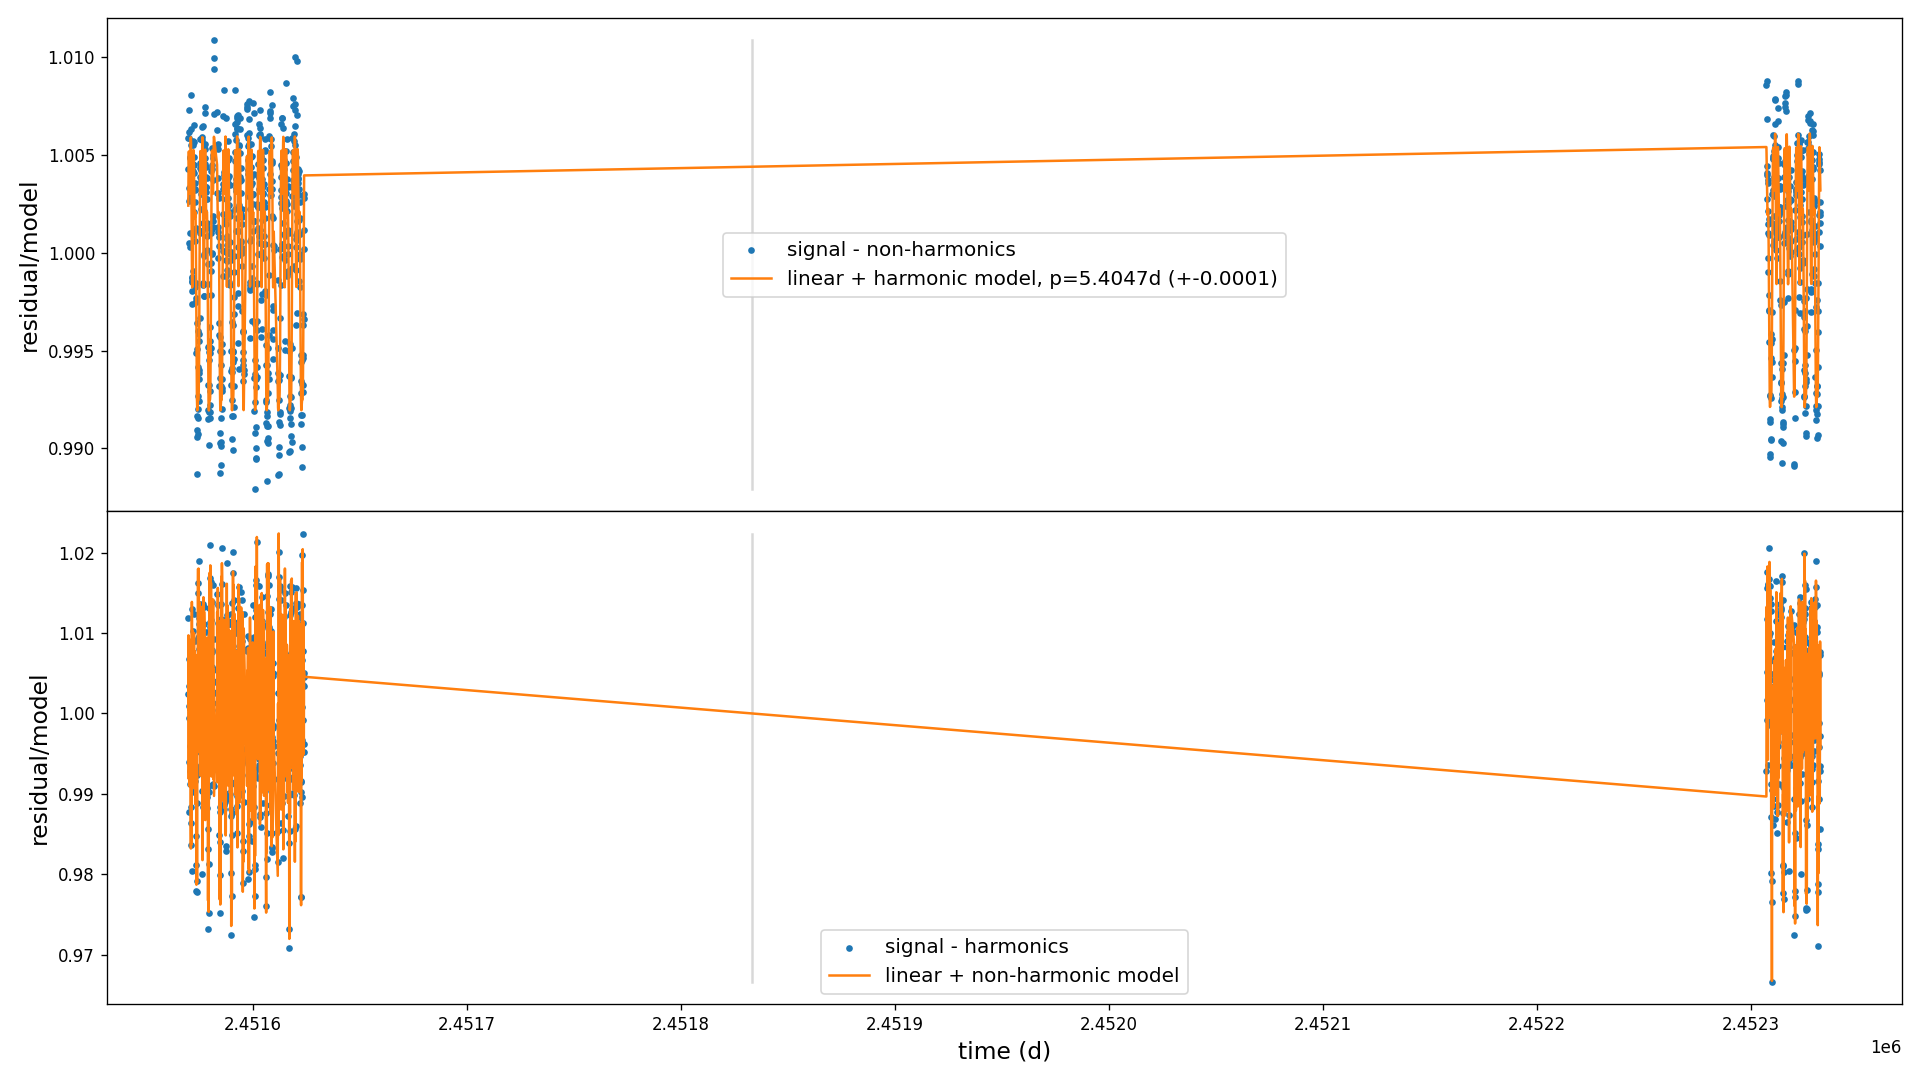 1.010
1.005
1.000
0.995
0.990
residual/model
signal - non-harmonics
linear + harmonic model, p=5.4047d (+-0.0001)
1.02
1.01
1.00
0.99
0.98
0.97
residual/model
signal - harmonics
linear + non-harmonic model
2.4516 2.4517 2.4518 2.4519 2.4520 2.4521 2.4522 2.4523
1e6
time (d)